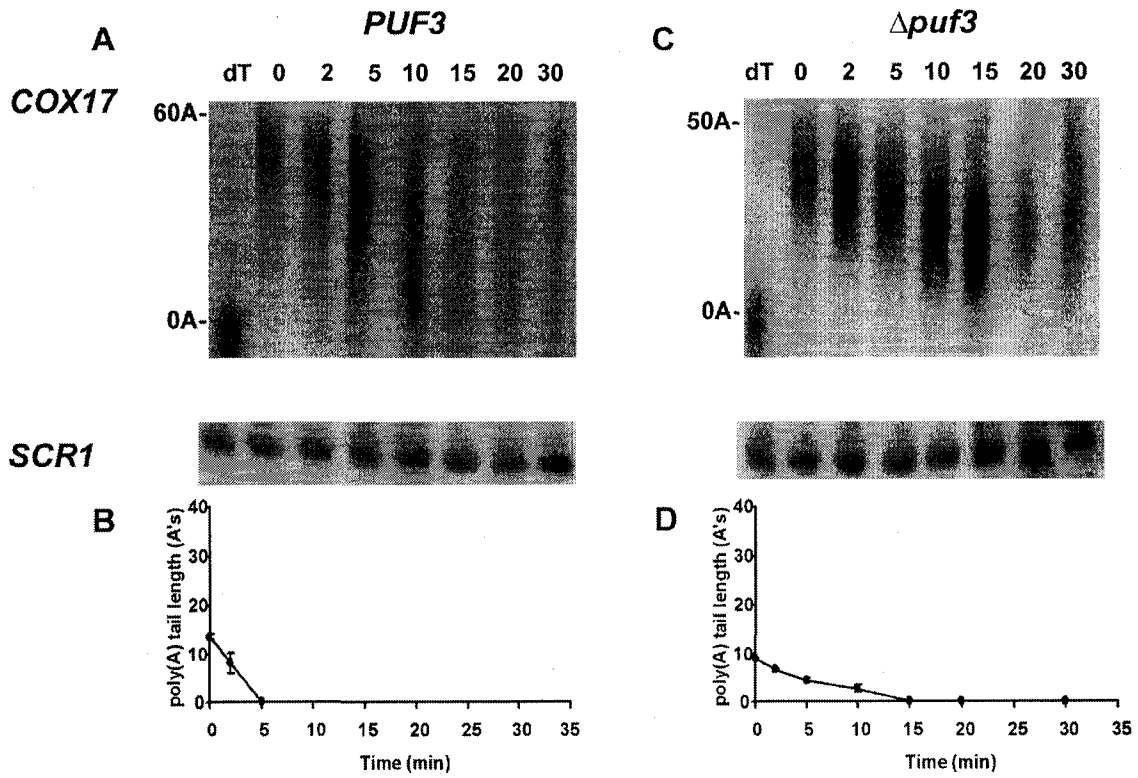 A
PUF3
dT 0 2 5 10 15 20 30
COX17
60A-
0A-
C
Δpuf3
dT 0 2 5 10 15 20 30
50A-
0A-
SCR1
B
poly(A) tail length (A's)
40
30
20
10
0
0 5 10 15 20 25 30 35
Time (min)
D
poly(A) tail length (A's)
40
30
20
10
0
0 5 10 15 20 25 30 35
Time (min)